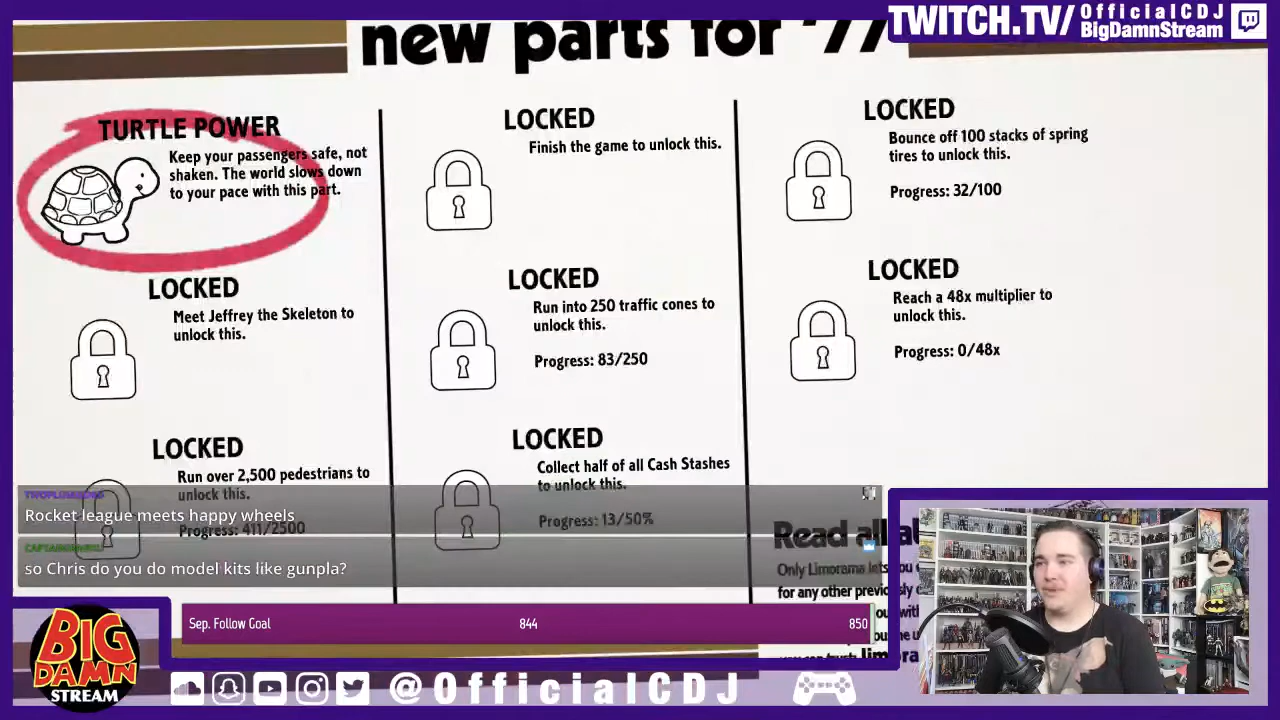 TWITCH.TV/ OfficialCDJ
BigDamnStream
new parts for '77
TURTLE POWER
Keep your passengers safe, not
shaken. The world slows down
to your pace with this part.
LOCKED
Meet Jeffrey the Skeleton to
unlock this.
LOCKED
Run over 2,500 pedestrians to
unlock this.
Progress: 411/2500
LOCKED
Finish the game to unlock this.
LOCKED
Run into 250 traffic cones to
unlock this.
Progress: 83/250
LOCKED
Collect half of all Cash Stashes
to unlock this.
Progress: 13/50%
LOCKED
Bounce off 100 stacks of spring
tires to unlock this.
Progress: 32/100
LOCKED
Reach a 48x multiplier to
unlock this.
Progress: 0/48x
Read all
Only Limorama
for any other
Rocket league meets happy wheels
so Chris do you do model kits like gunpla?
Sep. Follow Goal 844 850
BIG
DAMN
STREAM
@OfficialCDJ